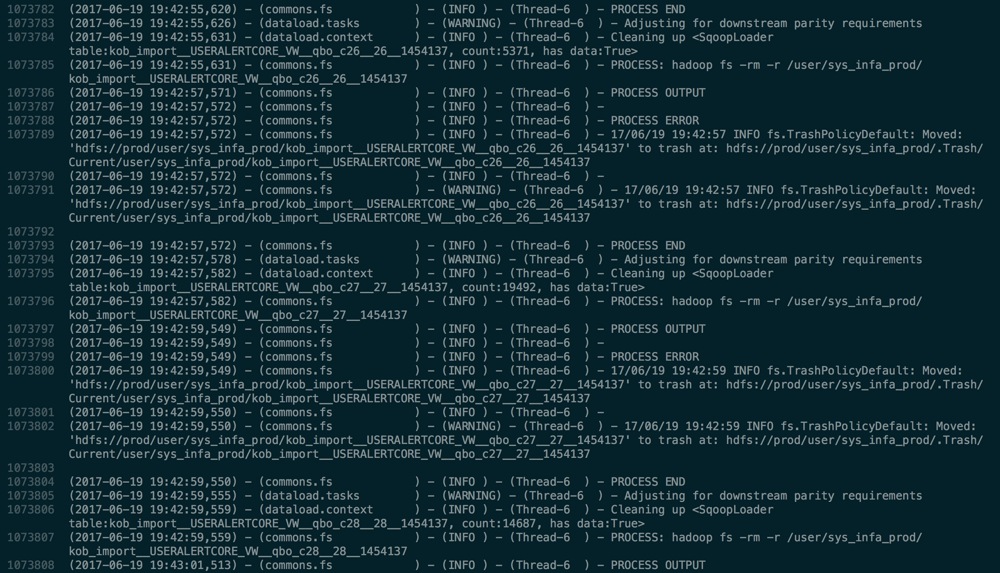 1073782 (2017-06-19 19:42:55,620) - (commons.fs            ) - (INFO ) - (Thread-6  ) - PROCESS END
1073783 (2017-06-19 19:42:55,626) - (dataload.tasks        ) - (WARNING) - (Thread-6  ) - Adjusting for downstream parity requirements
1073784 (2017-06-19 19:42:55,631) - (dataload.context      ) - (INFO ) - (Thread-6  ) - Cleaning up <SqoopLoader
table:kob_import__USERALERTCORE_VW__qbo_c26__26__1454137, count:5371, has data:True>
1073785 (2017-06-19 19:42:55,631) - (commons.fs            ) - (INFO ) - (Thread-6  ) - PROCESS: hadoop fs -rm -r /user/sys_infa_prod/
kob_import__USERALERTCORE_VW__qbo_c26__26__1454137
1073786 (2017-06-19 19:42:57,571) - (commons.fs            ) - (INFO ) - (Thread-6  ) - PROCESS OUTPUT
1073787 (2017-06-19 19:42:57,572) - (commons.fs            ) - (INFO ) - (Thread-6  ) -
1073788 (2017-06-19 19:42:57,572) - (commons.fs            ) - (INFO ) - (Thread-6  ) - PROCESS ERROR
1073789 (2017-06-19 19:42:57,572) - (commons.fs            ) - (INFO ) - (Thread-6  ) - 17/06/19 19:42:57 INFO fs.TrashPolicyDefault: Moved:
'hdfs://prod/user/sys_infa_prod/kob_import__USERALERTCORE_VW__qbo_c26__26__1454137' to trash at: hdfs://prod/user/sys_infa_prod/.Trash/
Current/user/sys_infa_prod/kob_import__USERALERTCORE_VW__qbo_c26__26__1454137
1073790 (2017-06-19 19:42:57,572) - (commons.fs            ) - (INFO ) - (Thread-6  ) -
1073791 (2017-06-19 19:42:57,572) - (commons.fs            ) - (WARNING) - (Thread-6  ) - 17/06/19 19:42:57 INFO fs.TrashPolicyDefault: Moved:
'hdfs://prod/user/sys_infa_prod/kob_import__USERALERTCORE_VW__qbo_c26__26__1454137' to trash at: hdfs://prod/user/sys_infa_prod/.Trash/
Current/user/sys_infa_prod/kob_import__USERALERTCORE_VW__qbo_c26__26__1454137
1073792
1073793 (2017-06-19 19:42:57,572) - (commons.fs            ) - (INFO ) - (Thread-6  ) - PROCESS END
1073794 (2017-06-19 19:42:57,578) - (dataload.tasks        ) - (WARNING) - (Thread-6  ) - Adjusting for downstream parity requirements
1073795 (2017-06-19 19:42:57,582) - (dataload.context      ) - (INFO ) - (Thread-6  ) - Cleaning up <SqoopLoader
table:kob_import__USERALERTCORE_VW__qbo_c27__27__1454137, count:19492, has data:True>
1073796 (2017-06-19 19:42:57,582) - (commons.fs            ) - (INFO ) - (Thread-6  ) - PROCESS: hadoop fs -rm -r /user/sys_infa_prod/
kob_import__USERALERTCORE_VW__qbo_c27__27__1454137
1073797 (2017-06-19 19:42:59,549) - (commons.fs            ) - (INFO ) - (Thread-6  ) - PROCESS OUTPUT
1073798 (2017-06-19 19:42:59,549) - (commons.fs            ) - (INFO ) - (Thread-6  ) -
1073799 (2017-06-19 19:42:59,549) - (commons.fs            ) - (INFO ) - (Thread-6  ) - PROCESS ERROR
1073800 (2017-06-19 19:42:59,549) - (commons.fs            ) - (INFO ) - (Thread-6  ) - 17/06/19 19:42:59 INFO fs.TrashPolicyDefault: Moved:
'hdfs://prod/user/sys_infa_prod/kob_import__USERALERTCORE_VW__qbo_c27__27__1454137' to trash at: hdfs://prod/user/sys_infa_prod/.Trash/
Current/user/sys_infa_prod/kob_import__USERALERTCORE_VW__qbo_c27__27__1454137
1073801 (2017-06-19 19:42:59,550) - (commons.fs            ) - (INFO ) - (Thread-6  ) -
1073802 (2017-06-19 19:42:59,550) - (commons.fs            ) - (WARNING) - (Thread-6  ) - 17/06/19 19:42:59 INFO fs.TrashPolicyDefault: Moved:
'hdfs://prod/user/sys_infa_prod/kob_import__USERALERTCORE_VW__qbo_c27__27__1454137' to trash at: hdfs://prod/user/sys_infa_prod/.Trash/
Current/user/sys_infa_prod/kob_import__USERALERTCORE_VW__qbo_c27__27__1454137
1073803
1073804 (2017-06-19 19:42:59,550) - (commons.fs            ) - (INFO ) - (Thread-6  ) - PROCESS END
1073805 (2017-06-19 19:42:59,555) - (dataload.tasks        ) - (WARNING) - (Thread-6  ) - Adjusting for downstream parity requirements
1073806 (2017-06-19 19:42:59,559) - (dataload.context      ) - (INFO ) - (Thread-6  ) - Cleaning up <SqoopLoader
table:kob_import__USERALERTCORE_VW__qbo_c28__28__1454137, count:14687, has data:True>
1073807 (2017-06-19 19:42:59,559) - (commons.fs            ) - (INFO ) - (Thread-6  ) - PROCESS: hadoop fs -rm -r /user/sys_infa_prod/
kob_import__USERALERTCORE_VW__qbo_c28__28__1454137
1073808 (2017-06-19 19:43:01,513) - (commons.fs            ) - (INFO ) - (Thread-6  ) - PROCESS OUTPUT